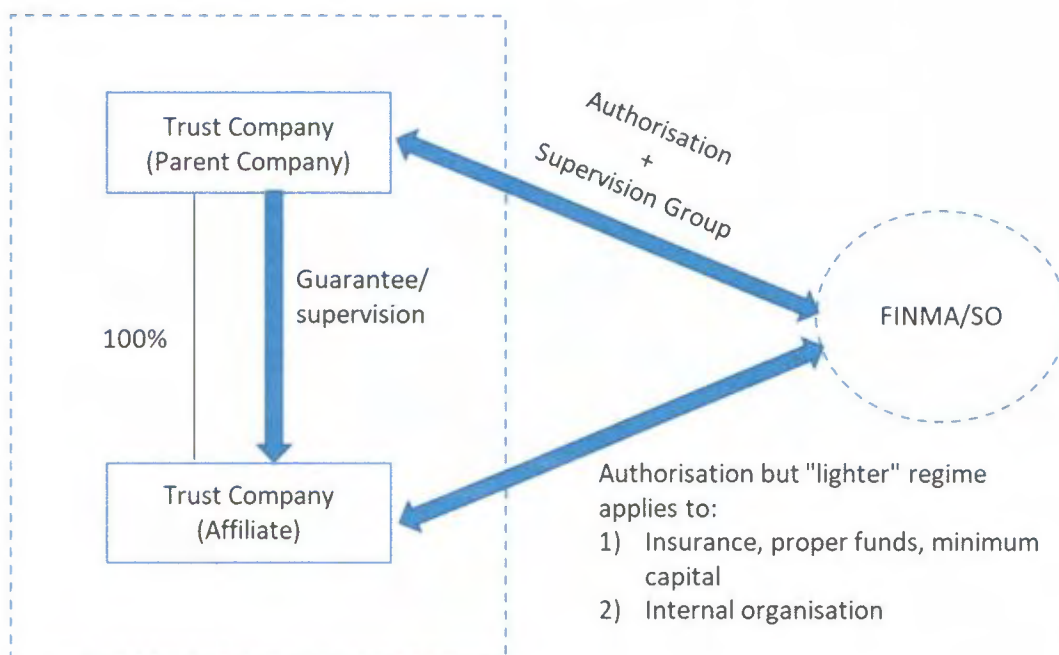 Trust Company
(Parent Company)
Authorisation
+
Supervision Group
Guarantee/
supervision
100%
FINMA/SO
Trust Company
(Affiliate)
Authorisation but "lighter" regime
applies to:
1) Insurance, proper funds, minimum
capital
2) Internal organisation